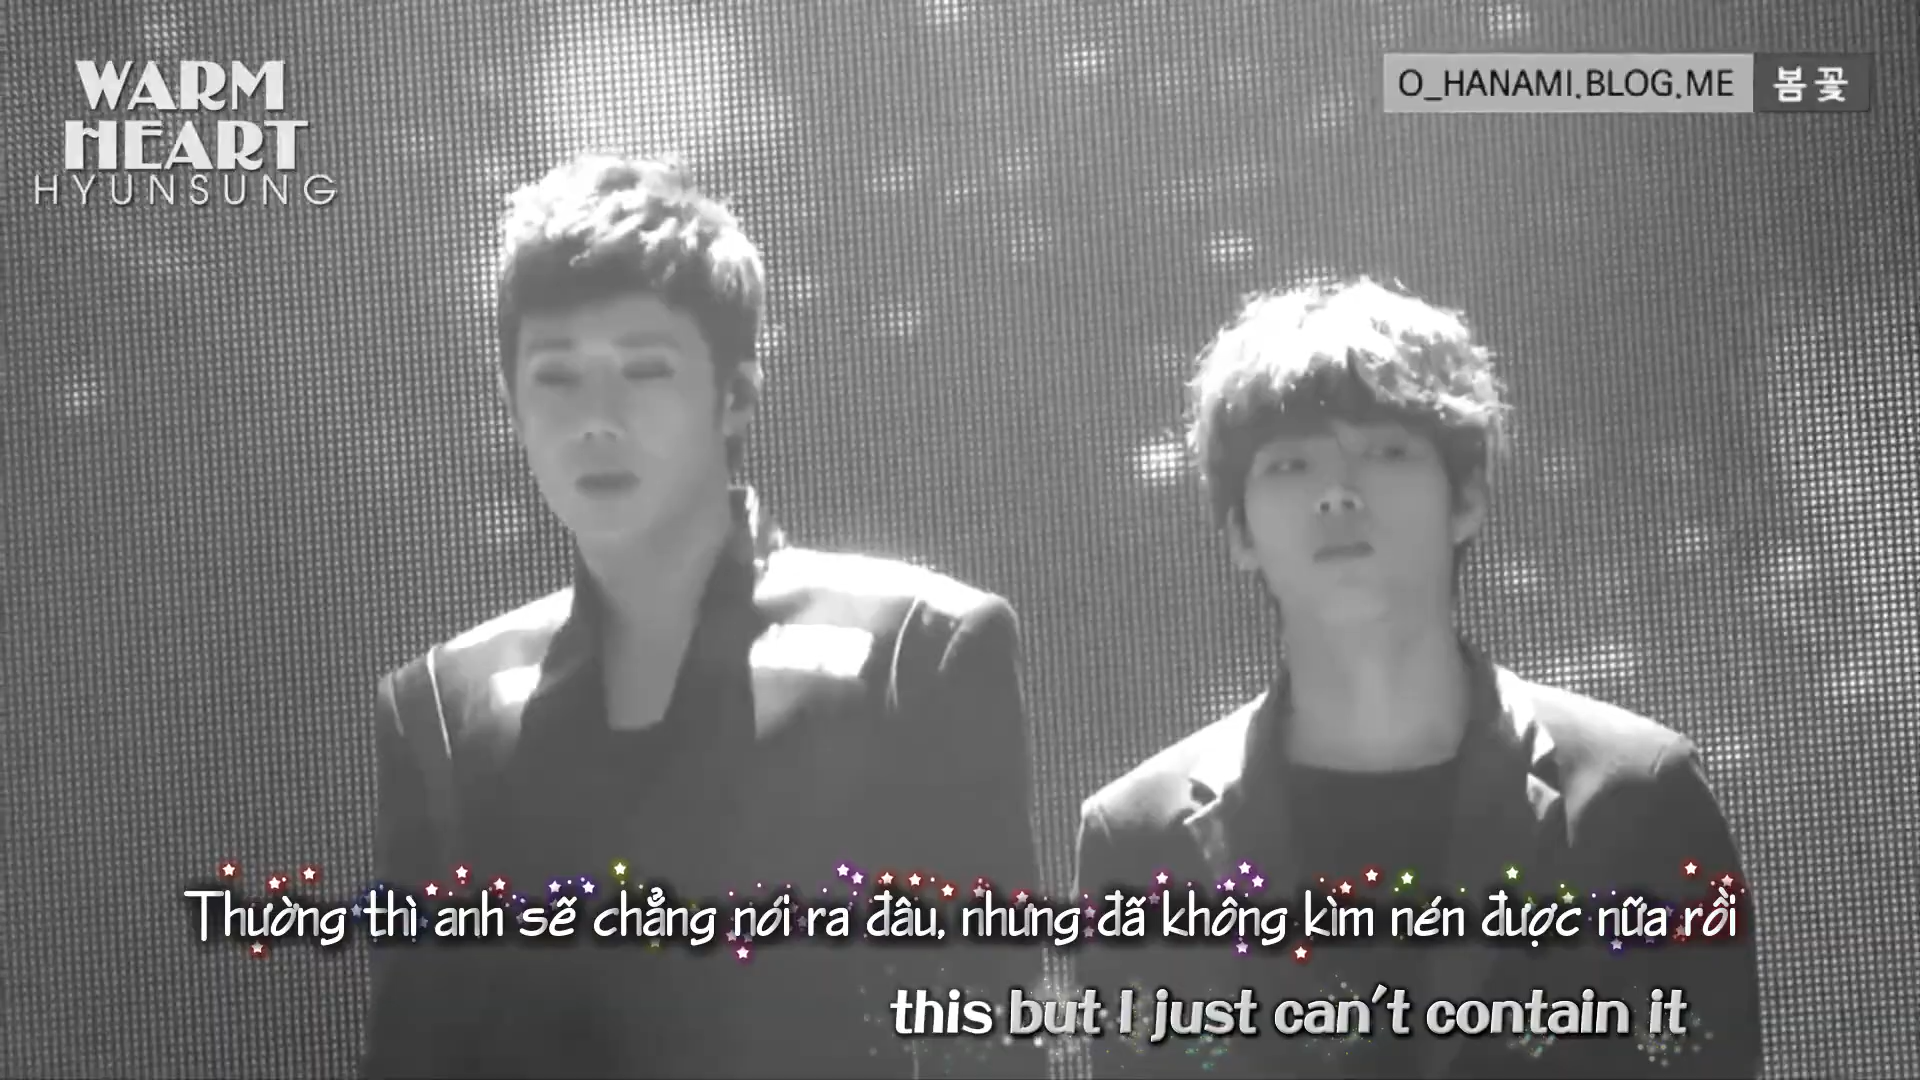 WARM
HEART
HYUNSUNG
O_HANAMI.BLOG.ME 봄꽃
Thường thì anh sẽ chẳng nói ra đâu, nhưng đã không kìm nén được nữa rồi
this but I just can't contain it